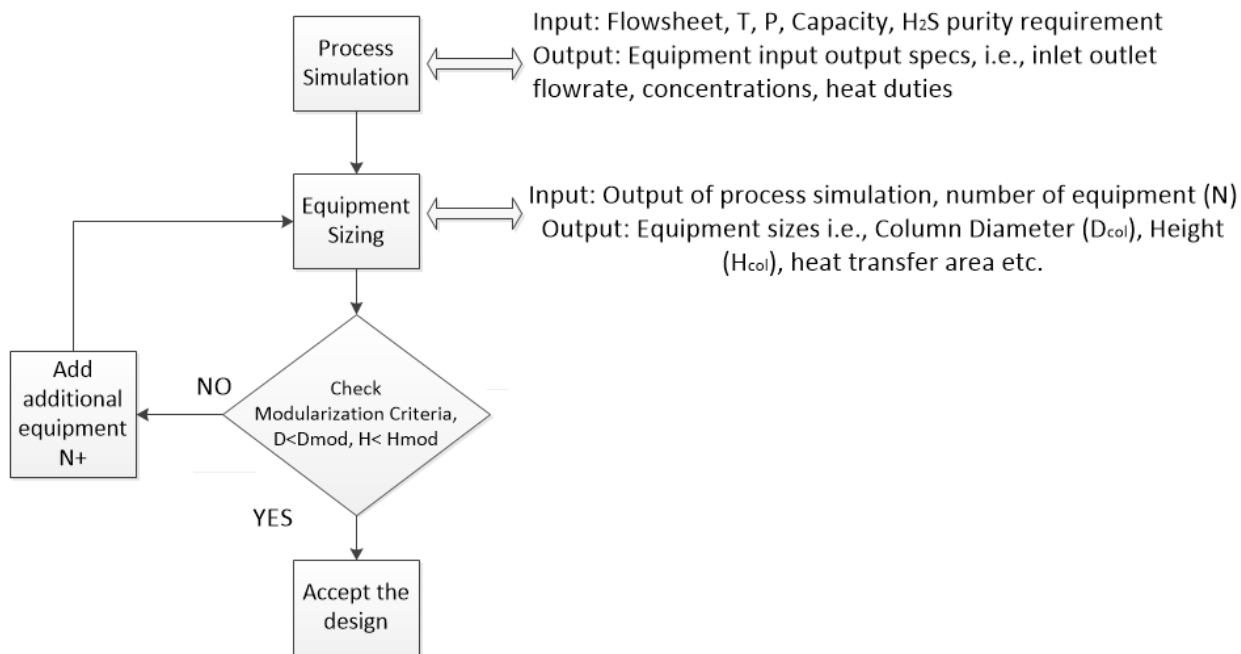 Process
Simulation
Input: Flowsheet, T, P, Capacity, H₂S purity requirement
Output: Equipment input output specs, i.e., inlet outlet
flowrate, concentrations, heat duties
Equipment
Sizing
Input: Output of process simulation, number of equipment (N)
Output: Equipment sizes i.e., Column Diameter (Dcol), Height
(Hcol), heat transfer area etc.
Add
additional
equipment
N+
NO
Check
Modularization Criteria,
D<Dmod, H< Hmod
YES
Accept the
design